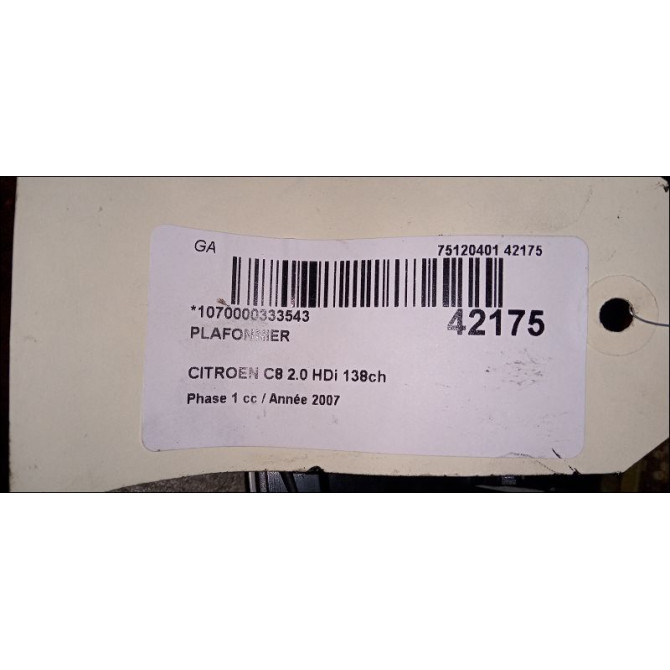 GA
75120401 42175
*1070000333543
42175
PLAFONNIER
CITROEN C8 2.0 HDi 138ch
Phase 1 cc / Année 2007